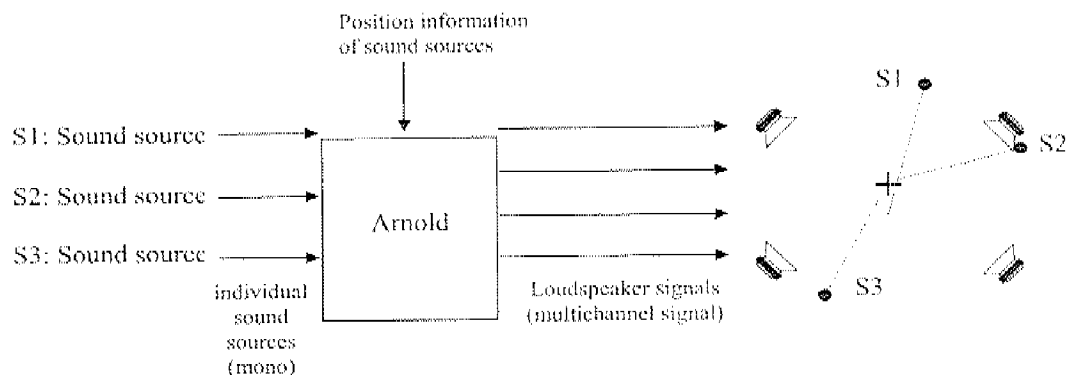 Position information
of sound sources
S1: Sound source
S2: Sound source
S3: Sound source
Arnold
individual
sound
sources
(mono)
Loudspeaker signals
(multichannel signal)
S1
S2
S3